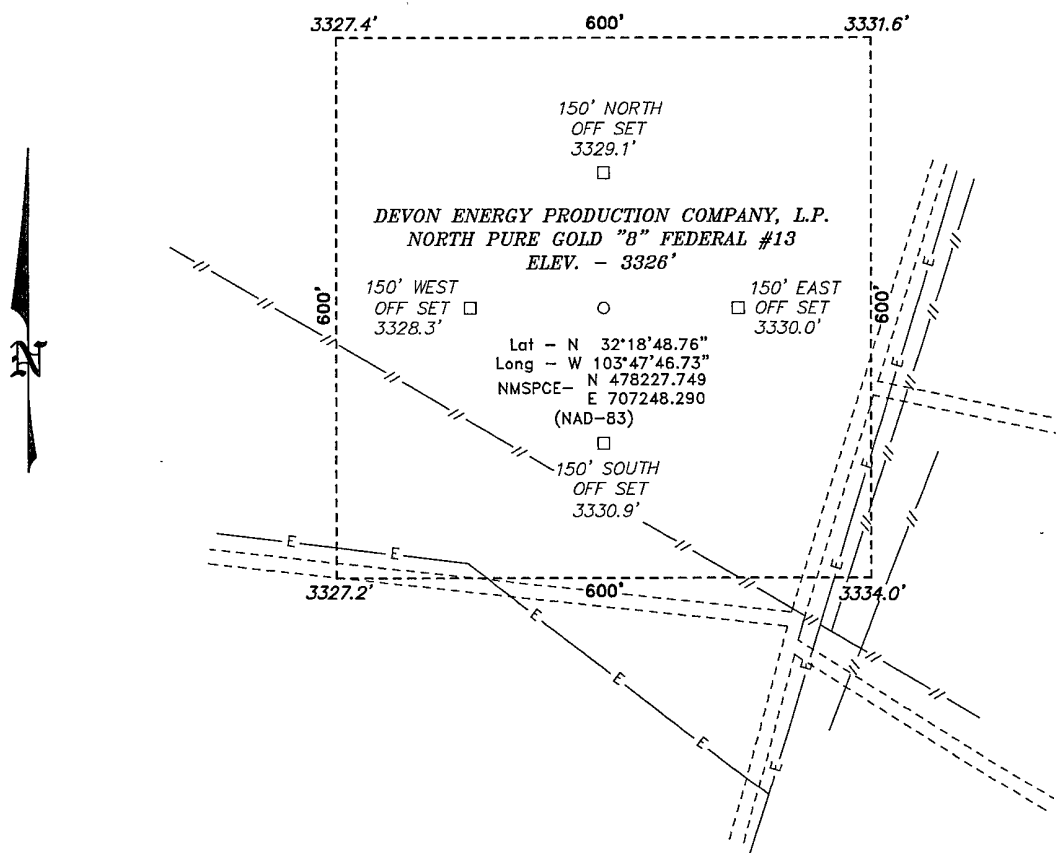 3327.4' 600' 3331.6'
150' NORTH
OFF SET
3329.1'
DEVON ENERGY PRODUCTION COMPANY, L.P.
NORTH PURE GOLD "8" FEDERAL #13
ELEV. - 3326'
600'
150' WEST
OFF SET
3328.3'
150' EAST
OFF SET
3330.0'
600'
Lat - N 32°18'48.76"
Long - W 103°47'46.73"
NMSPCE- N 478227.749
E 707248.290
(NAD-83)
N
150' SOUTH
OFF SET
3330.9'
E E
E
E
E
E
3327.2' 600' 3334.0'
E
E
E
E